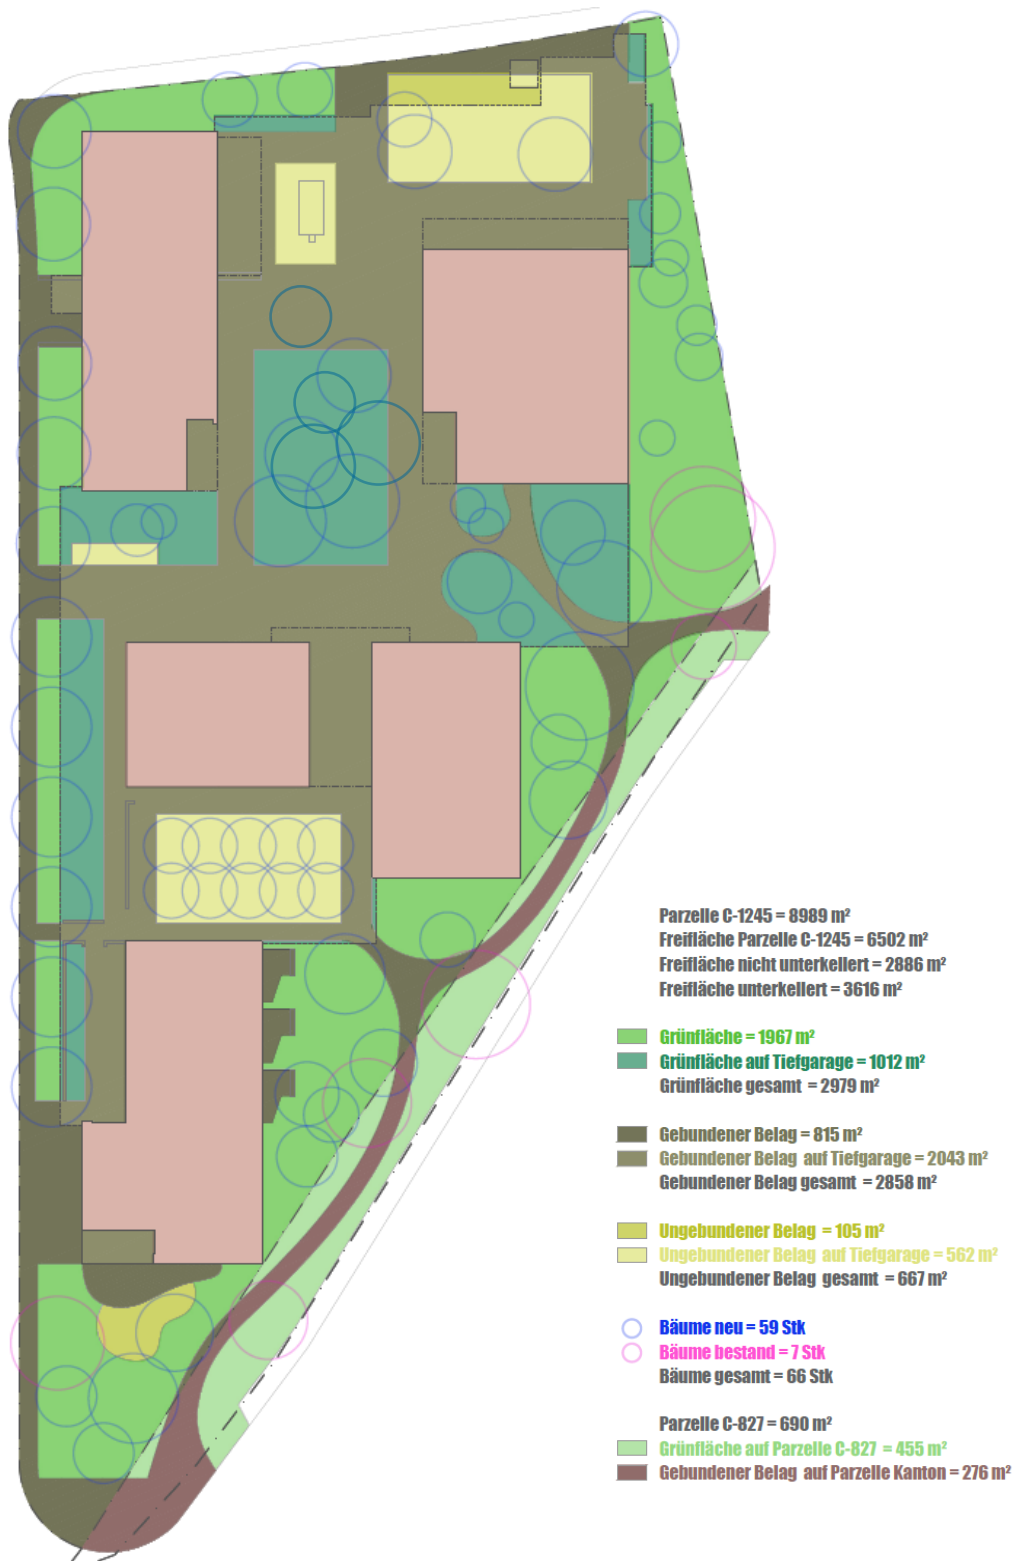 Parzelle C-1245 = 8989 m²
Freifläche Parzelle C-1245 = 6502 m²
Freifläche nicht unterkellert = 2886 m²
Freifläche unterkellert = 3616 m²
Grünfläche = 1967 m²
Grünfläche auf Tiefgarage = 1012 m²
Grünfläche gesamt = 2979 m²
Gebundener Belag = 815 m²
Gebundener Belag auf Tiefgarage = 2043 m²
Gebundener Belag gesamt = 2858 m²
Ungebundener Belag = 105 m²
Ungebundener Belag auf Tiefgarage = 562 m²
Ungebundener Belag gesamt = 667 m²
Bäume neu = 59 Stk
Bäume bestand = 7 Stk
Bäume gesamt = 66 Stk
Parzelle C-827 = 690 m²
Grünfläche auf Parzelle C-827 = 455 m²
Gebundener Belag auf Parzelle Kanton = 276 m²